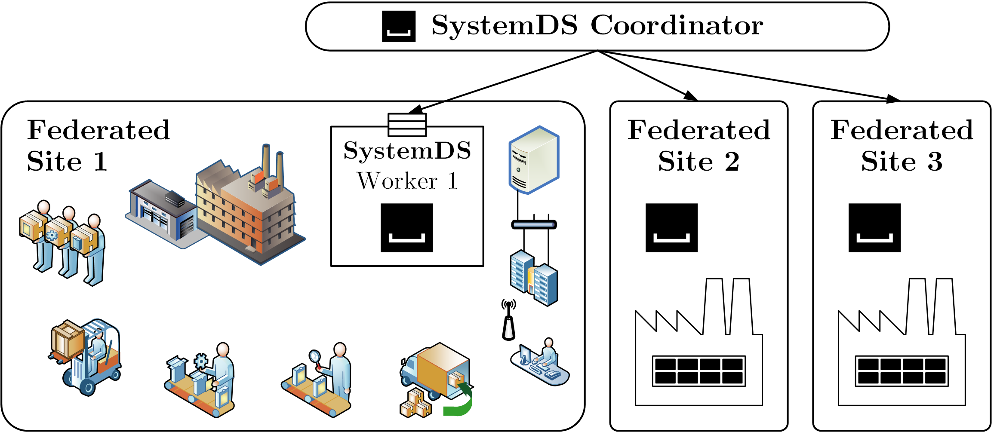 SystemDS Coordinator
Federated
Site 1
SystemDS
Worker 1
Federated
Site 2
Federated
Site 3